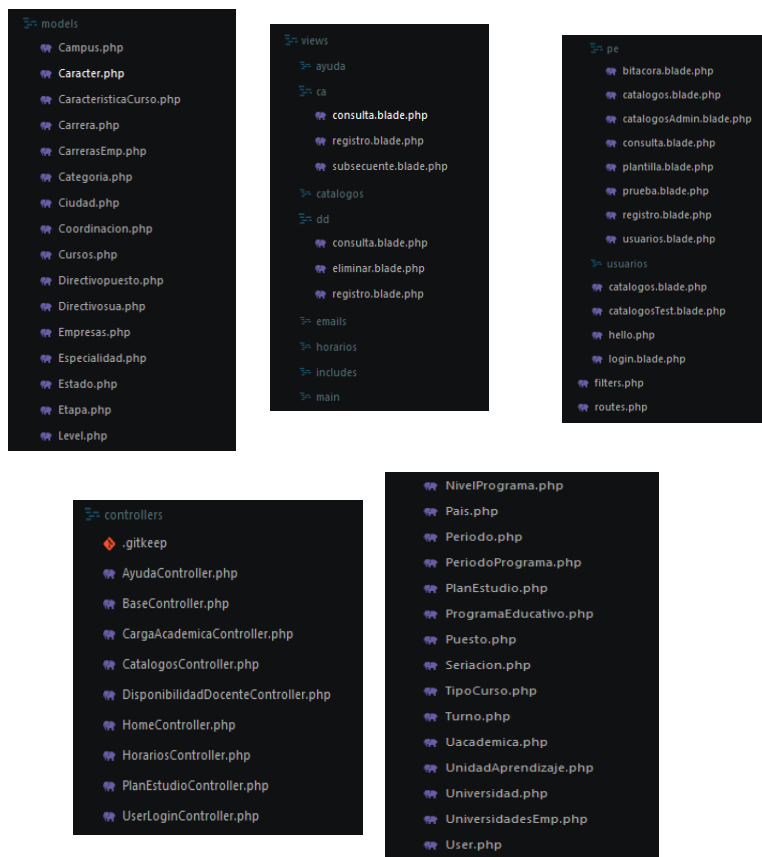 models
Campus.php
Caracter.php
CaracteristicaCurso.php
Carrera.php
CarrerasEmp.php
Categoria.php
Ciudad.php
Coordinacion.php
Cursos.php
Directivopuesto.php
Directivosua.php
Empresas.php
Especialidad.php
Estado.php
Etapa.php
Level.php
views
ayuda
ca
consulta.blade.php
registro.blade.php
subsecuente.blade.php
catalogos
dd
consulta.blade.php
eliminar.blade.php
registro.blade.php
emails
horarios
includes
main
pe
bitacora.blade.php
catalogos.blade.php
catalogosAdmin.blade.php
consulta.blade.php
plantilla.blade.php
prueba.blade.php
registro.blade.php
usuarios.blade.php
usuarios
catalogos.blade.php
catalogosTest.blade.php
hello.php
login.blade.php
filters.php
routes.php
controllers
.gitkeep
AyudaController.php
BaseController.php
CargaAcademicaController.php
CatalogosController.php
DisponibilidadDocenteController.php
HomeController.php
HorariosController.php
PlanEstudioController.php
UserLoginController.php
NivelPrograma.php
Pais.php
Periodo.php
PeriodoPrograma.php
PlanEstudio.php
ProgramaEducativo.php
Puesto.php
Seriacion.php
TipoCurso.php
Turno.php
Uacademica.php
UnidadAprendizaje.php
Universidad.php
UniversidadesEmp.php
User.php